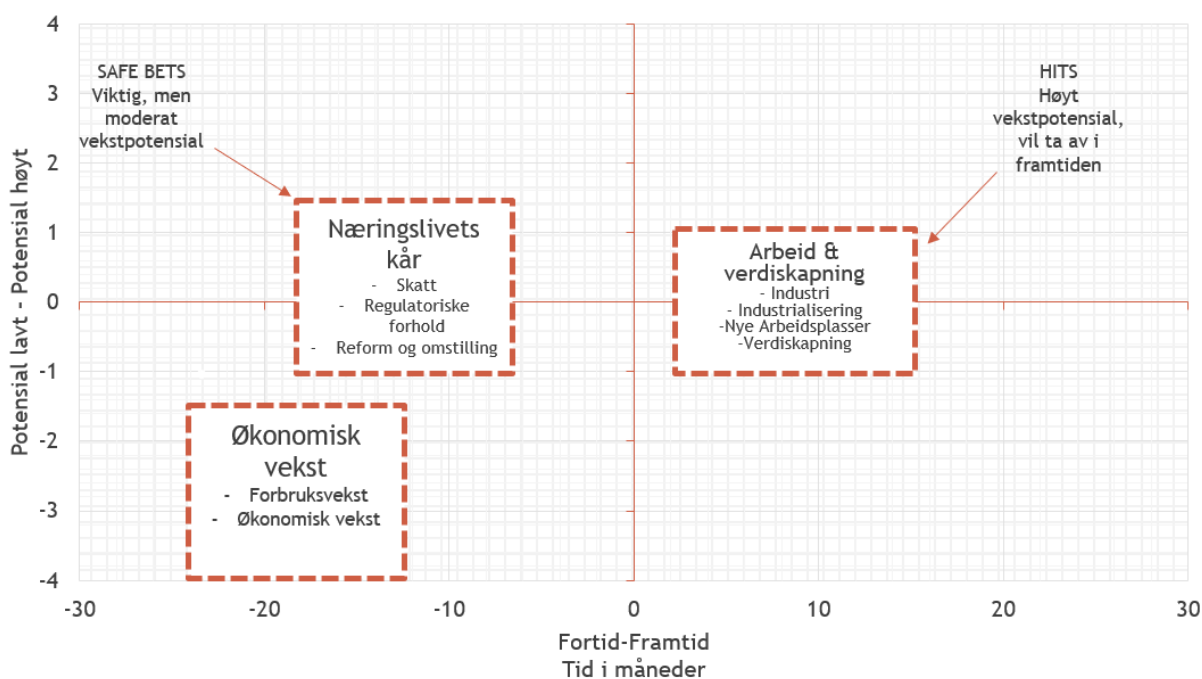 4
3
2
1
0
-1
-2
-3
-4
Potensial lavt - Potensial høyt
SAFE BETS
Viktig, men
moderat
vekstpotensial
HITS
Høyt
vekstpotensial,
vil ta av i
framtiden
Næringslivets
kår
- Skatt
- Regulatoriske
forhold
- Reform og omstilling
Arbeid &
verdiskapning
- Industri
- Industrialisering
-Nye Arbeidsplasser
-Verdiskapning
Økonomisk
vekst
- Forbruksvekst
- Økonomisk vekst
-30 -20 -10 0 10 20 30
Fortid-Framtid
Tid i måneder